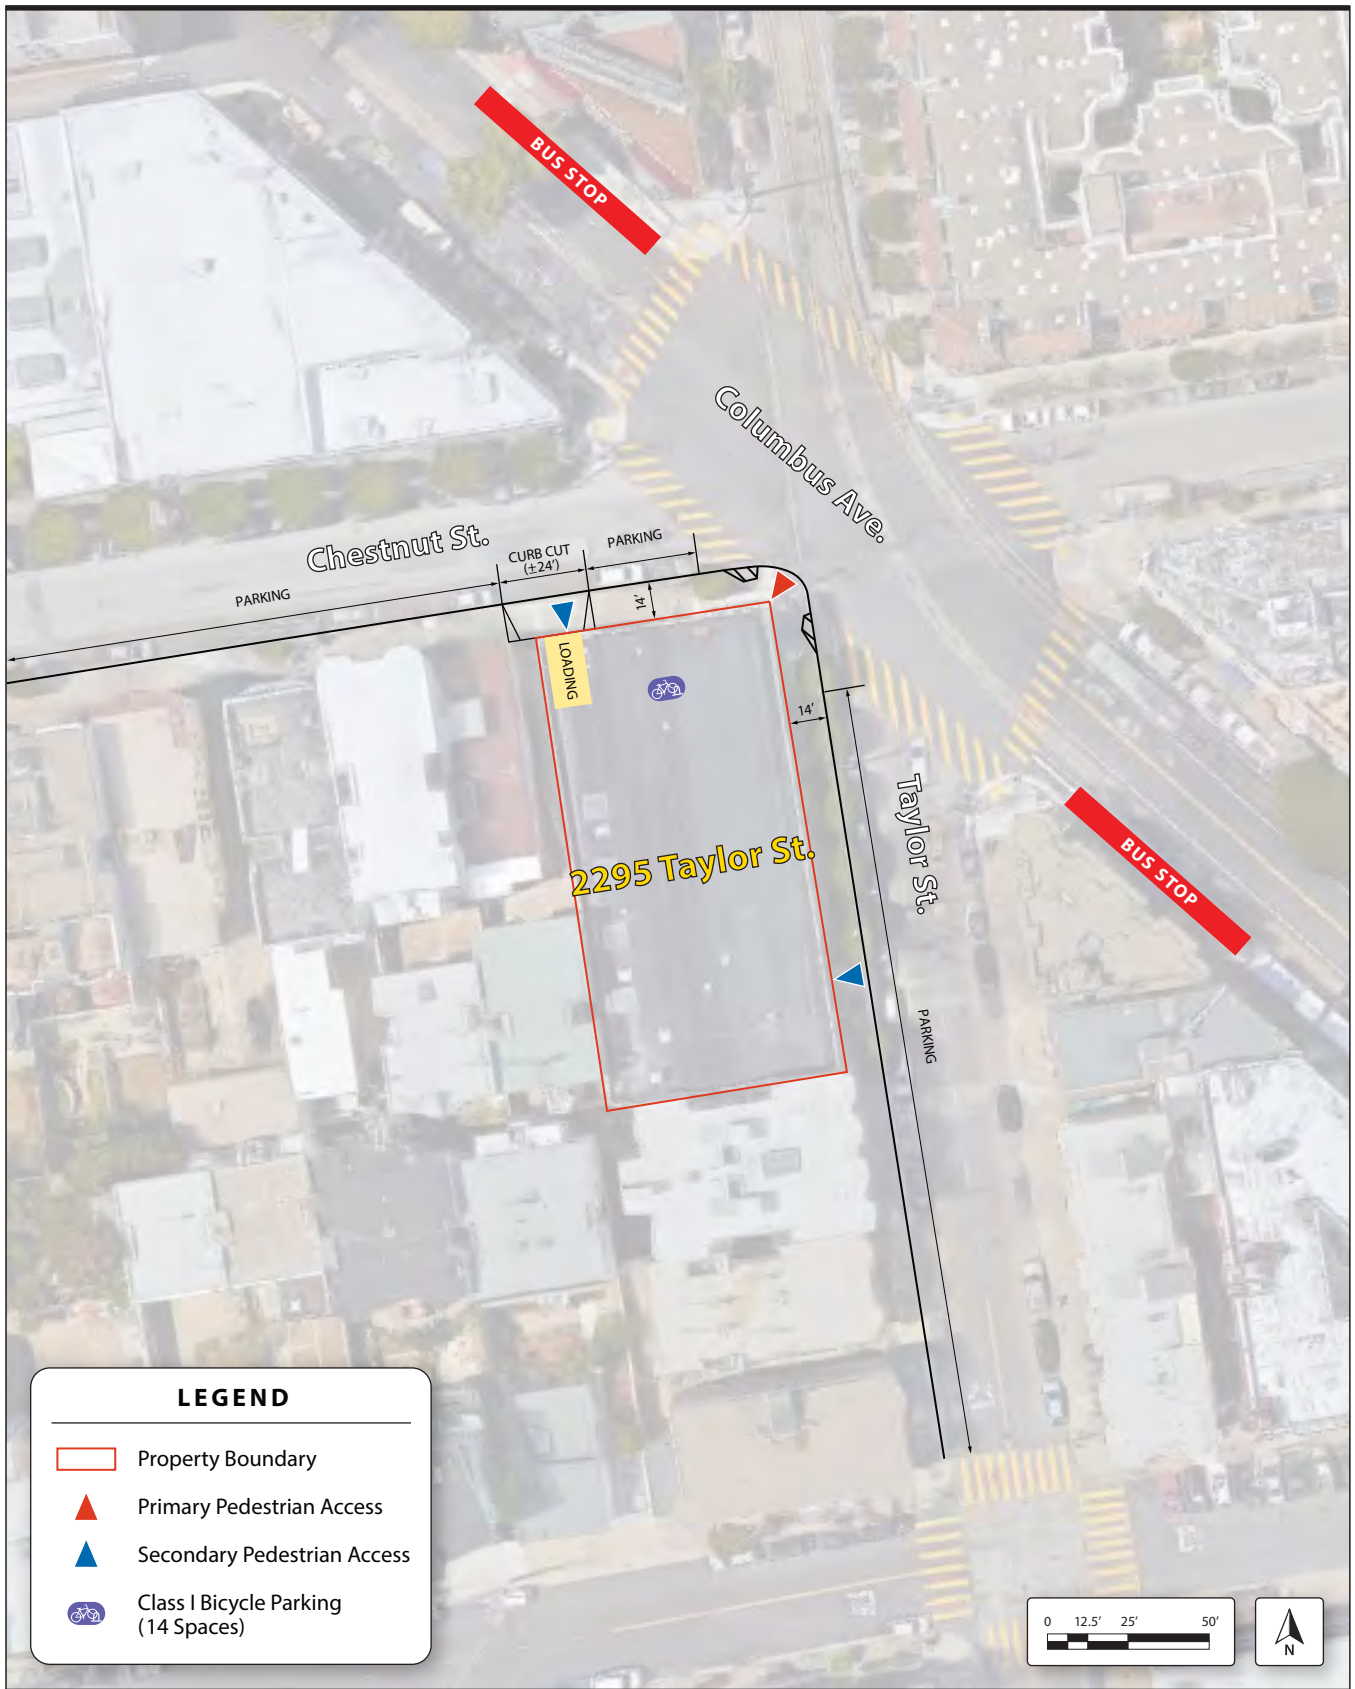 BUS STOP
Columbus Ave.
Chestnut St.
CURB CUT
(±24’)
PARKING
PARKING
14’
LOADING
14’
Taylor St.
2295 Taylor St.
BUS STOP
PARKING
LEGEND
Property Boundary
Primary Pedestrian Access
Secondary Pedestrian Access
Class I Bicycle Parking
(14 Spaces)
0 12.5’ 25’ 50’
N